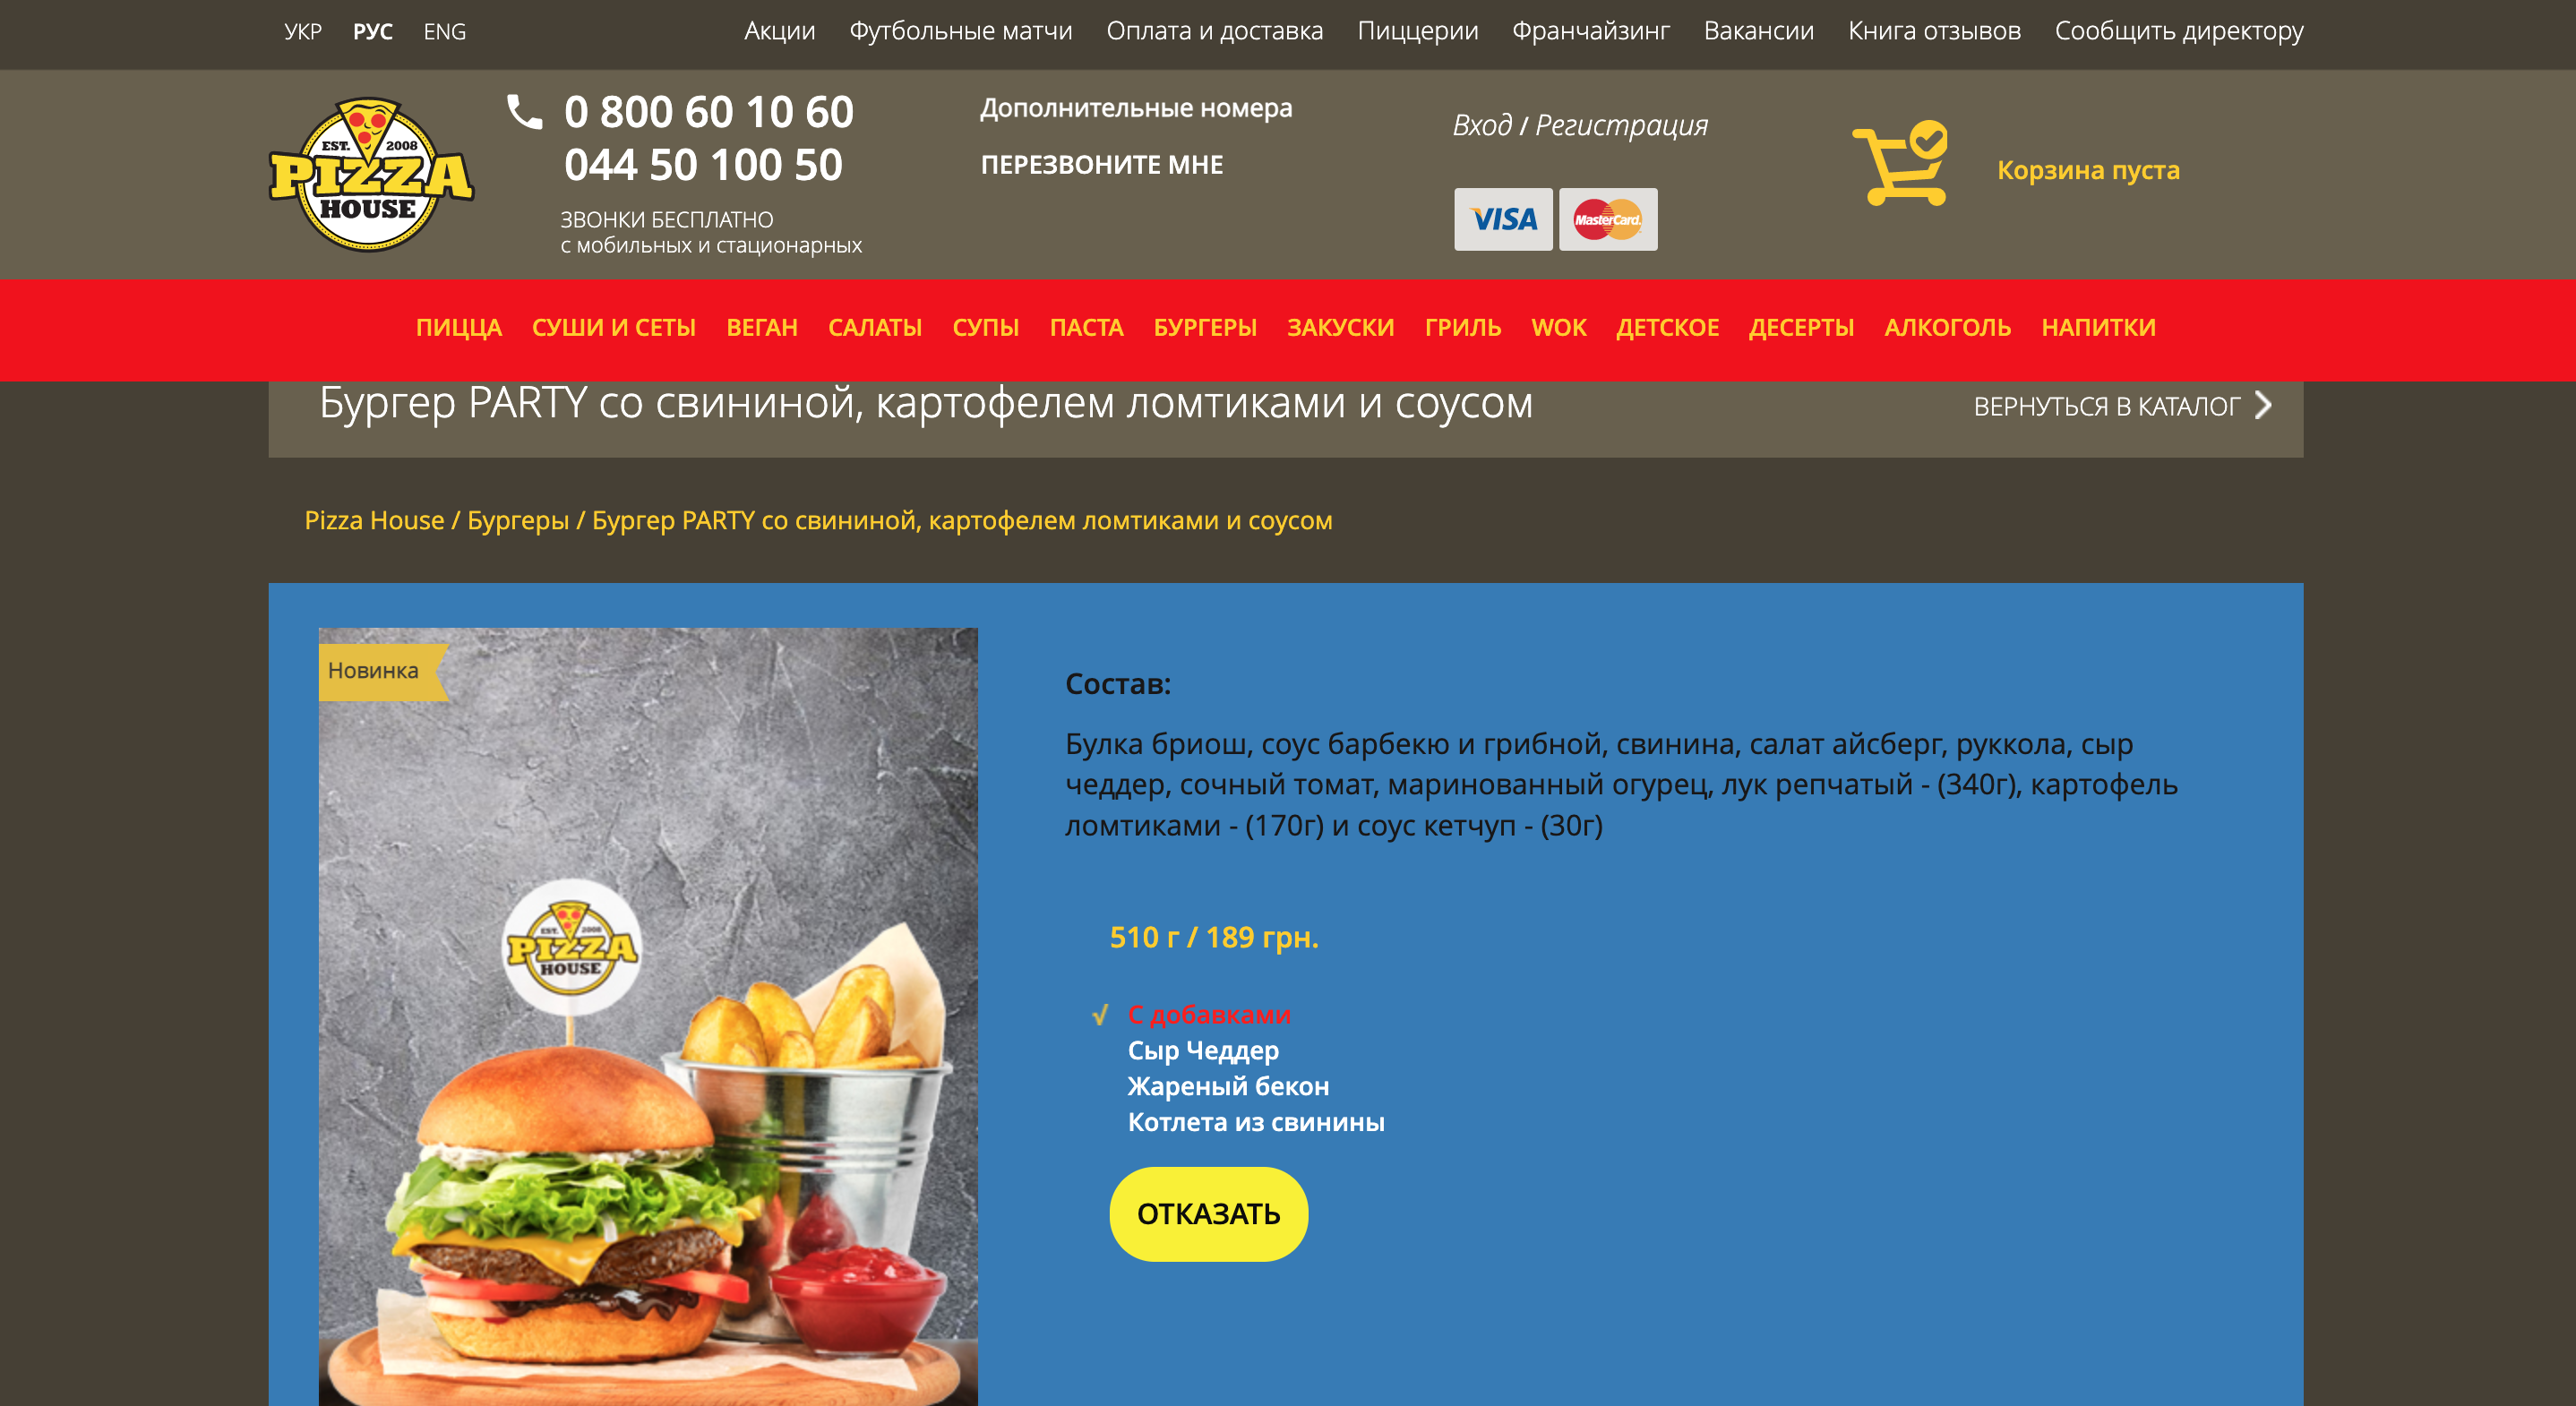 УКР РУС ENG Акции Футбольные матчи Оплата и доставка Пиццерии Франчайзинг Вакансии Книга отзывов Сообщить директору
EST. 2008
PIZZA
HOUSE
0 800 60 10 60
044 50 100 50
ЗВОНКИ БЕСПЛАТНО
с мобильных и стационарных
Дополнительные номера
ПЕРЕЗВОНИТЕ МНЕ
Вход / Регистрация
VISA MasterCard
Корзина пуста
ПИЦЦА СУШИ И СЕТЫ ВЕГАН САЛАТЫ СУПЫ ПАСТА БУРГЕРЫ ЗАКУСКИ ГРИЛЬ WOK ДЕТСКОЕ ДЕСЕРТЫ АЛКОГОЛЬ НАПИТКИ
Бургер PARTY со свининой, картофелем ломтиками и соусом
ВЕРНУТЬСЯ В КАТАЛОГ
Pizza House / Бургеры / Бургер PARTY со свининой, картофелем ломтиками и соусом
Новинка
EST. 2008
PIZZA
HOUSE
Состав:
Булка бриош, соус барбекю и грибной, свинина, салат айсберг, руккола, сыр
чеддер, сочный томат, маринованный огурец, лук репчатый - (340г), картофель
ломтиками - (170г) и соус кетчуп - (30г)
510 г / 189 грн.
√ С добавками
Сыр Чеддер
Жареный бекон
Котлета из свинины
ОТКАЗАТЬ